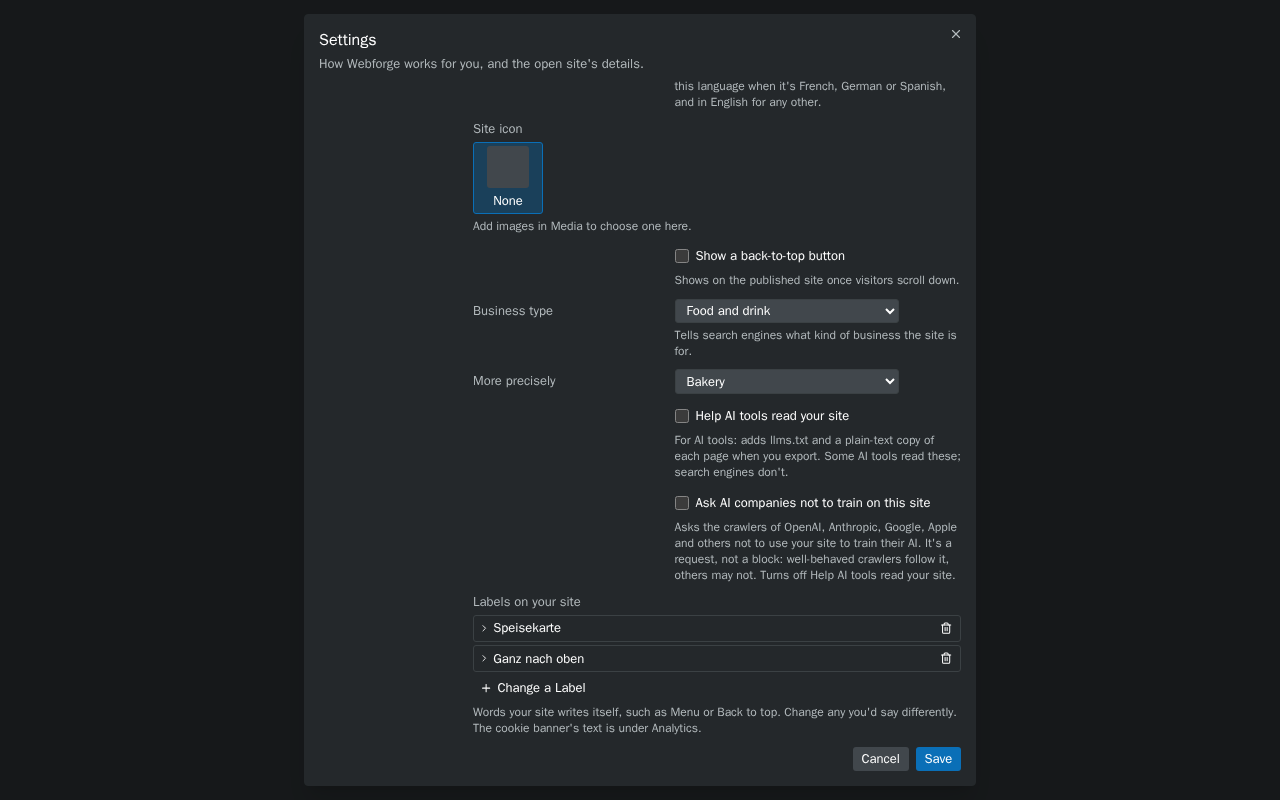 Settings
How Webforge works for you, and the open site's details.
this language when it's French, German or Spanish,
and in English for any other.
Site icon
None
Add images in Media to choose one here.
Show a back-to-top button
Shows on the published site once visitors scroll down.
Business type
Food and drink
Tells search engines what kind of business the site is
for.
More precisely
Bakery
Help AI tools read your site
For AI tools: adds llms.txt and a plain-text copy of
each page when you export. Some AI tools read these;
search engines don't.
Ask AI companies not to train on this site
Asks the crawlers of OpenAI, Anthropic, Google, Apple
and others not to use your site to train their AI. It's a
request, not a block: well-behaved crawlers follow it,
others may not. Turns off Help AI tools read your site.
Labels on your site
Speisekarte
Ganz nach oben
+ Change a Label
Words your site writes itself, such as Menu or Back to top. Change any you'd say differently.
The cookie banner's text is under Analytics.
Cancel
Save